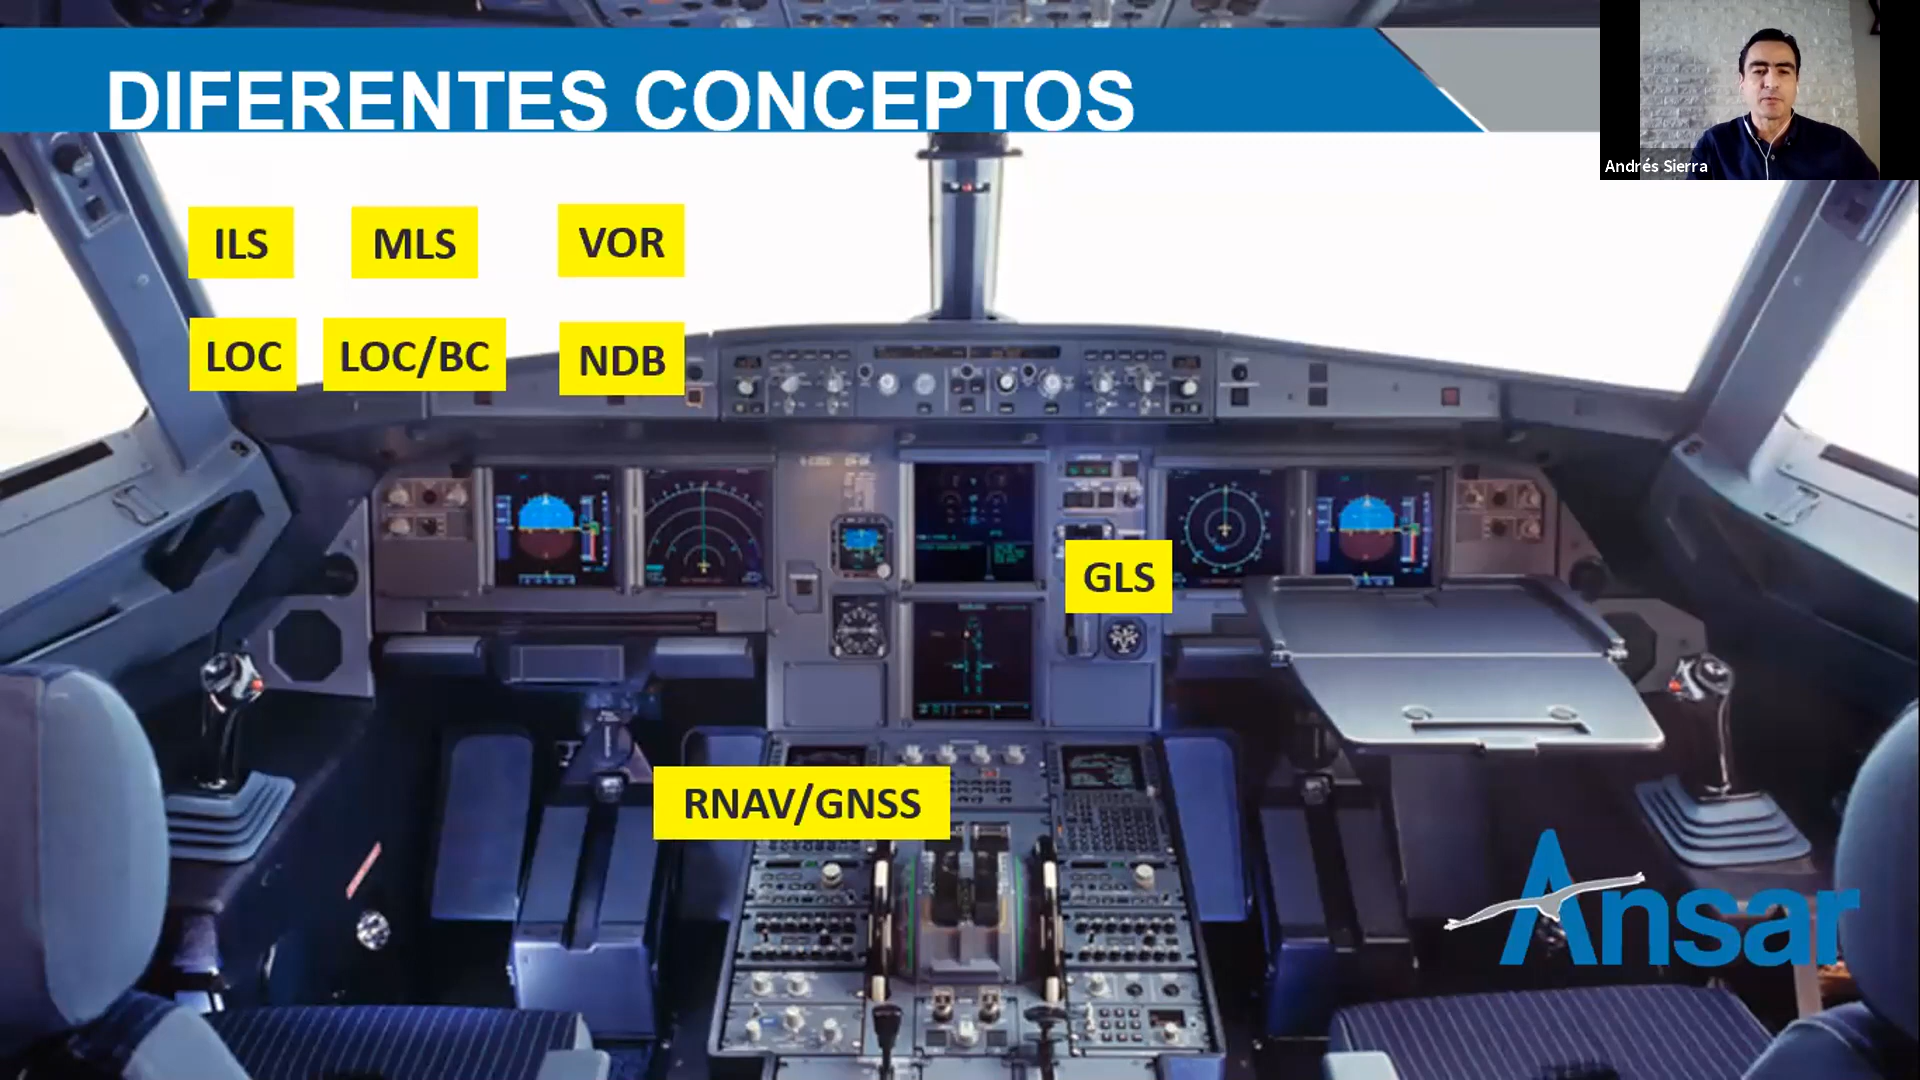 DIFERENTES CONCEPTOS
Andrés Sierra
ILS
MLS
VOR
LOC
LOC/BC
NDB
GLS
RNAV/GNSS
Ansar